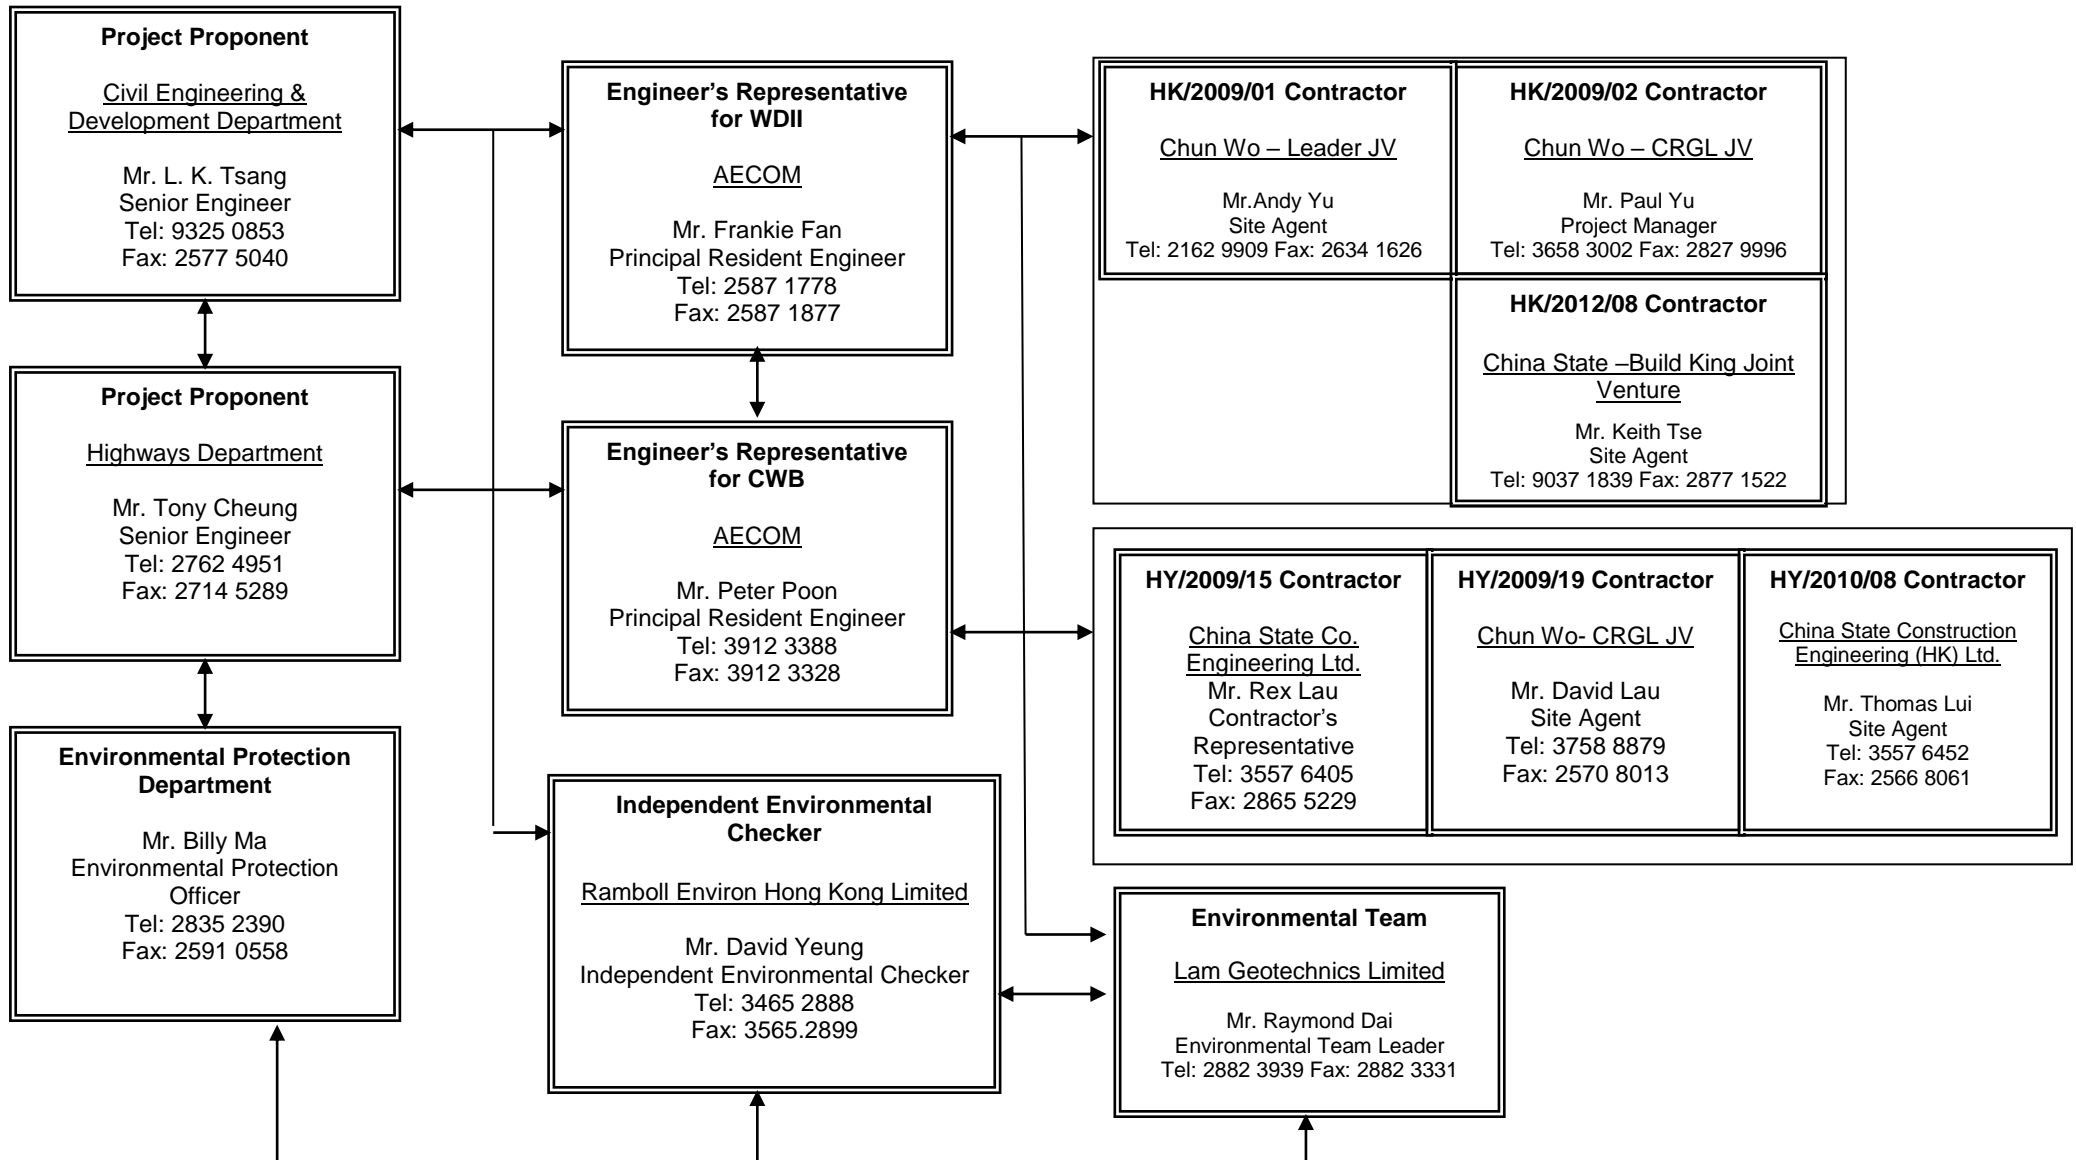 Project Proponent
Civil Engineering &
Development Department
Mr. L. K. Tsang
Senior Engineer
Tel: 9325 0853
Fax: 2577 5040
Project Proponent
Highways Department
Mr. Tony Cheung
Senior Engineer
Tel: 2762 4951
Fax: 2714 5289
Environmental Protection
Department
Mr. Billy Ma
Environmental Protection
Officer
Tel: 2835 2390
Fax: 2591 0558
Engineer’s Representative
for WDII
AECOM
Mr. Frankie Fan
Principal Resident Engineer
Tel: 2587 1778
Fax: 2587 1877
Engineer’s Representative
for CWB
AECOM
Mr. Peter Poon
Principal Resident Engineer
Tel: 3912 3388
Fax: 3912 3328
Independent Environmental
Checker
Ramboll Environ Hong Kong Limited
Mr. David Yeung
Independent Environmental Checker
Tel: 3465 2888
Fax: 3565.2899
HK/2009/01 Contractor
Chun Wo – Leader JV
Mr.Andy Yu
Site Agent
Tel: 2162 9909 Fax: 2634 1626
HK/2009/02 Contractor
Chun Wo – CRGL JV
Mr. Paul Yu
Project Manager
Tel: 3658 3002 Fax: 2827 9996
HK/2012/08 Contractor
China State –Build King Joint
Venture
Mr. Keith Tse
Site Agent
Tel: 9037 1839 Fax: 2877 1522
HY/2009/15 Contractor
China State Co.
Engineering Ltd.
Mr. Rex Lau
Contractor’s
Representative
Tel: 3557 6405
Fax: 2865 5229
HY/2009/19 Contractor
Chun Wo- CRGL JV
Mr. David Lau
Site Agent
Tel: 3758 8879
Fax: 2570 8013
HY/2010/08 Contractor
China State Construction
Engineering (HK) Ltd.
Mr. Thomas Lui
Site Agent
Tel: 3557 6452
Fax: 2566 8061
Environmental Team
Lam Geotechnics Limited
Mr. Raymond Dai
Environmental Team Leader
Tel: 2882 3939 Fax: 2882 3331